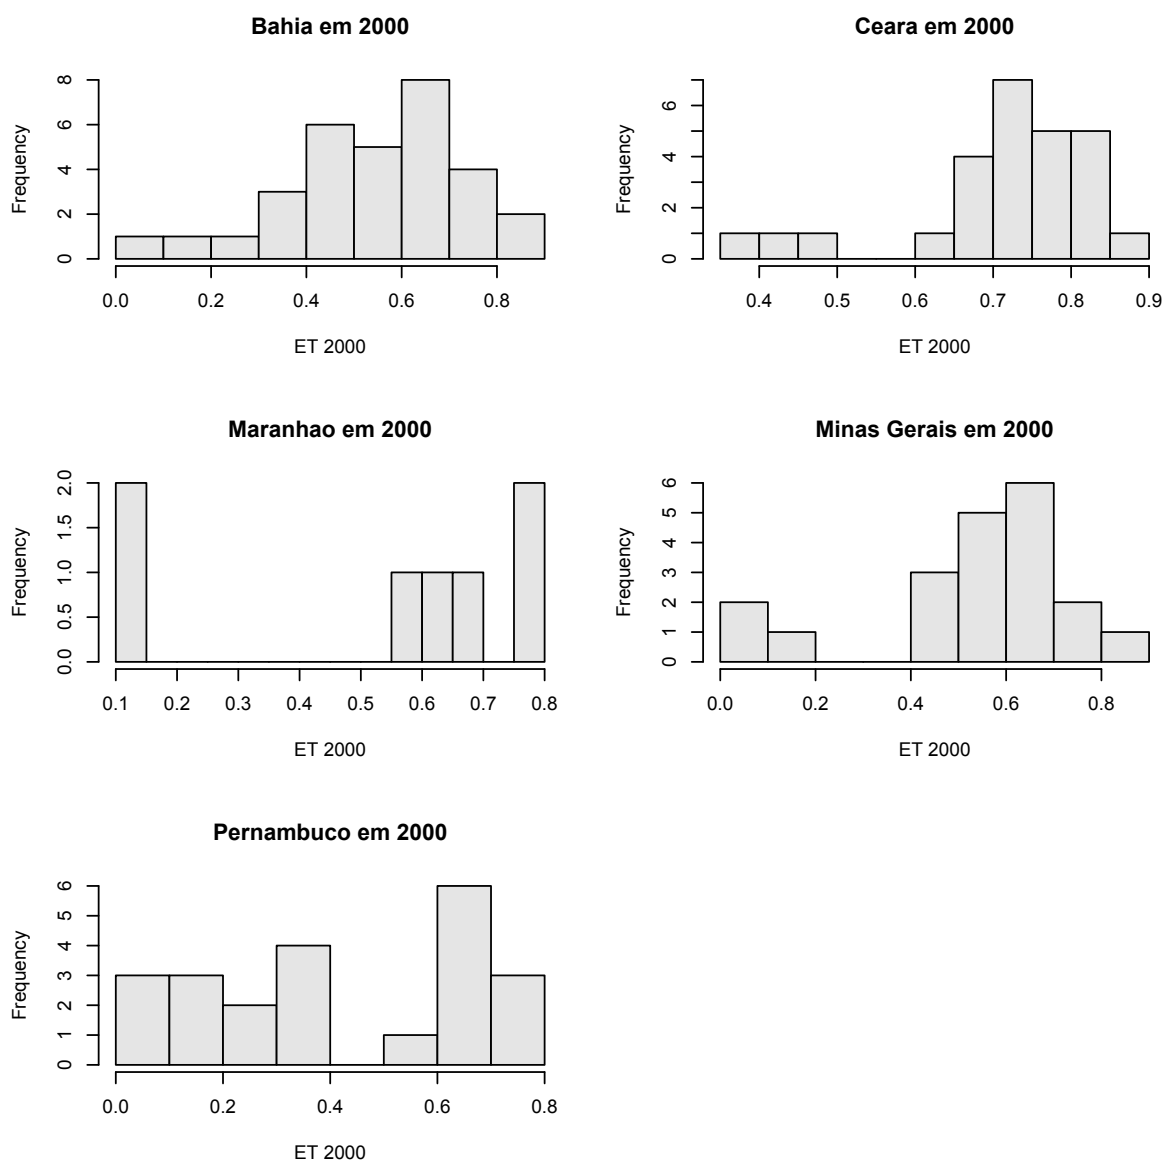 Bahia em 2000
Frequency
8
6
4
2
0
0.0 0.2 0.4 0.6 0.8
ET 2000
Ceara em 2000
Frequency
6
4
2
0
0.4 0.5 0.6 0.7 0.8 0.9
ET 2000
Maranhao em 2000
Frequency
2.0
1.5
1.0
0.5
0.0
0.1 0.2 0.3 0.4 0.5 0.6 0.7 0.8
ET 2000
Minas Gerais em 2000
Frequency
6
5
4
3
2
1
0
0.0 0.2 0.4 0.6 0.8
ET 2000
Pernambuco em 2000
Frequency
6
5
4
3
2
1
0
0.0 0.2 0.4 0.6 0.8
ET 2000